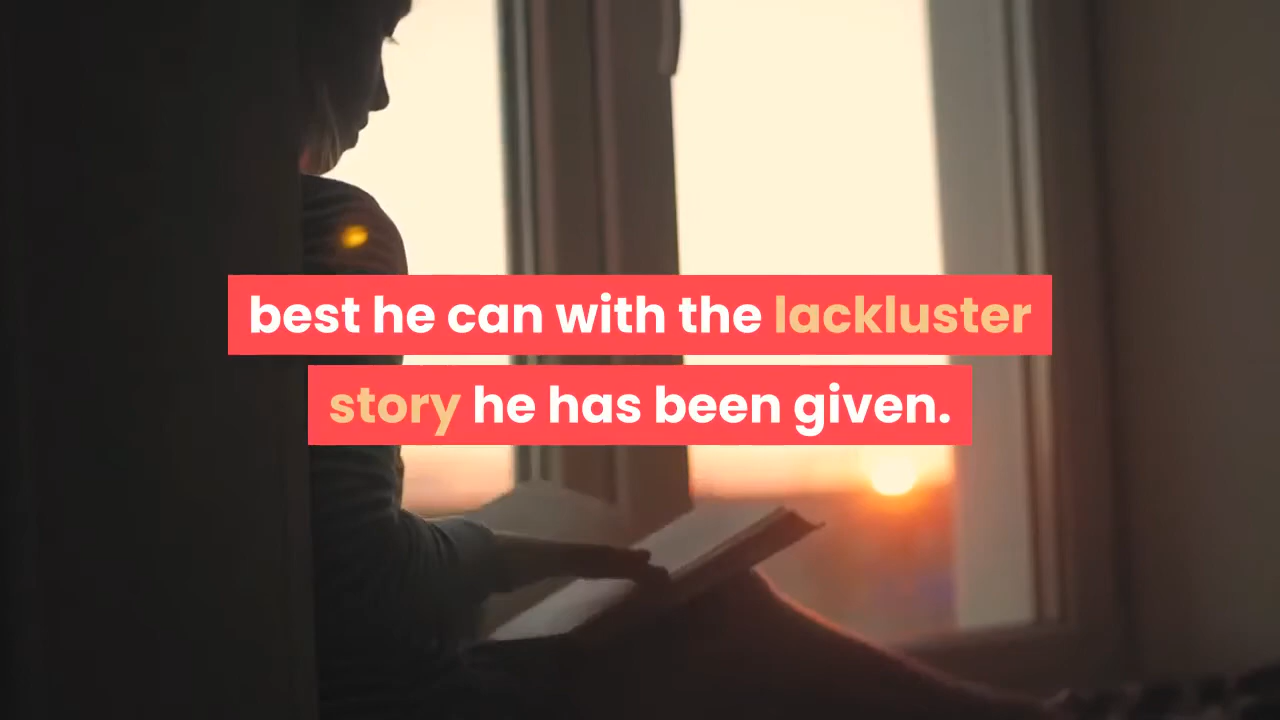 best he can with the lackluster
story he has been given.